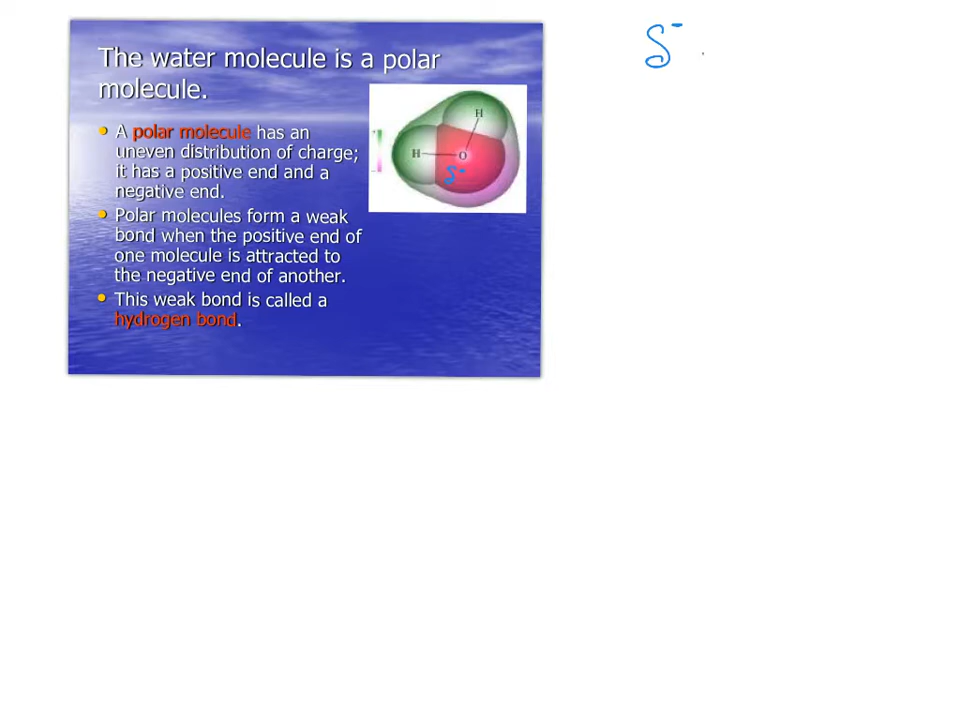 The water molecule is a polar
molecule.
• A polar molecule has an
uneven distribution of charge;
it has a positive end and a
negative end.
• Polar molecules form a weak
bond when the positive end of
one molecule is attracted to
the negative end of another.
• This weak bond is called a
hydrogen bond.
H
H O
δ-
δ-